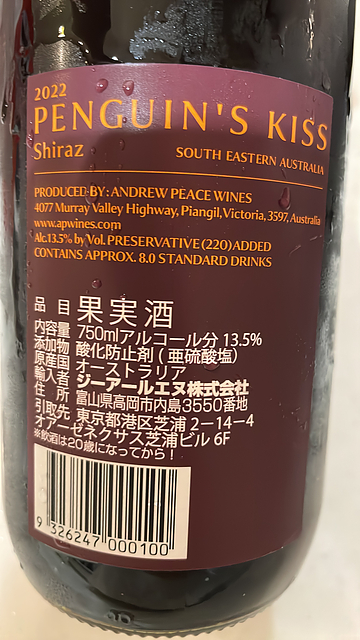 2022
PENGUIN'S KISS
Shiraz
SOUTH EASTERN AUSTRALIA
PRODUCED BY: ANDREW PEACE WINES
4077 Murray Valley Highway, Piangil, Victoria, 3597, Australia
www.apwines.com
Alc.13.5% by Vol. PRESERVATIVE (220) ADDED
CONTAINS APPROX. 8.0 STANDARD DRINKS
品 目 果実酒
内容量 750mlアルコール分 13.5%
添加物 酸化防止剤 (亜硫酸塩)
原産国 オーストラリア
輸入者 ジーアールエヌ株式会社
住 所 富山県高岡市内島3550番地
引取先 東京都港区芝浦2-14-4
オアーゼネクサス芝浦ビル 6F
※飲酒は20歳になってから!
9 326247 000100